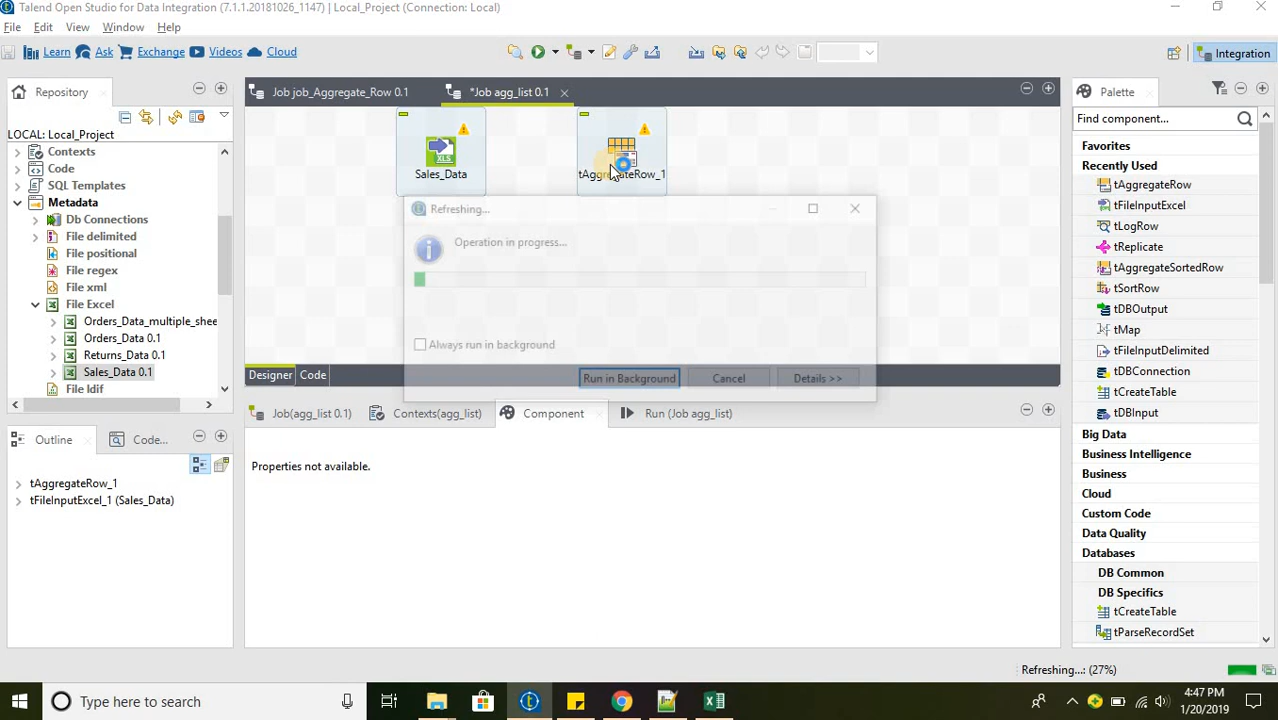 Talend Open Studio for Data Integration (7.1.1.20181026_1147) | Local_Project (Connection: Local)
File Edit View Window Help
Learn Ask Exchange Videos Cloud
Integration
Repository
LOCAL: Local_Project
Contexts
Code
SQL Templates
Metadata
Db Connections
File delimited
File positional
File regex
File xml
File Excel
Orders_Data_multiple_shee
Orders_Data 0.1
Returns_Data 0.1
Sales_Data 0.1
File ldif
Outline
Code...
tAggregateRow_1
tFileInputExcel_1 (Sales_Data)
Job job_Aggregate_Row 0.1
*Job agg_list 0.1
XLS
Sales_Data
tAggregateRow_1
Refreshing...
Operation in progress...
Always run in background
Run in Background
Cancel
Details >>
Designer
Code
Job(agg_list 0.1)
Contexts(agg_list)
Component
Run (Job agg_list)
Properties not available.
Palette
Find component...
Favorites
Recently Used
tAggregateRow
tFileInputExcel
tLogRow
tReplicate
tAggregateSortedRow
tSortRow
tDBOutput
tMap
tFileInputDelimited
tDBConnection
tCreateTable
tDBInput
Big Data
Business Intelligence
Business
Cloud
Custom Code
Data Quality
Databases
DB Common
DB Specifics
tCreateTable
tParseRecordSet
Refreshing...: (27%)
Type here to search
4:47 PM
1/20/2019